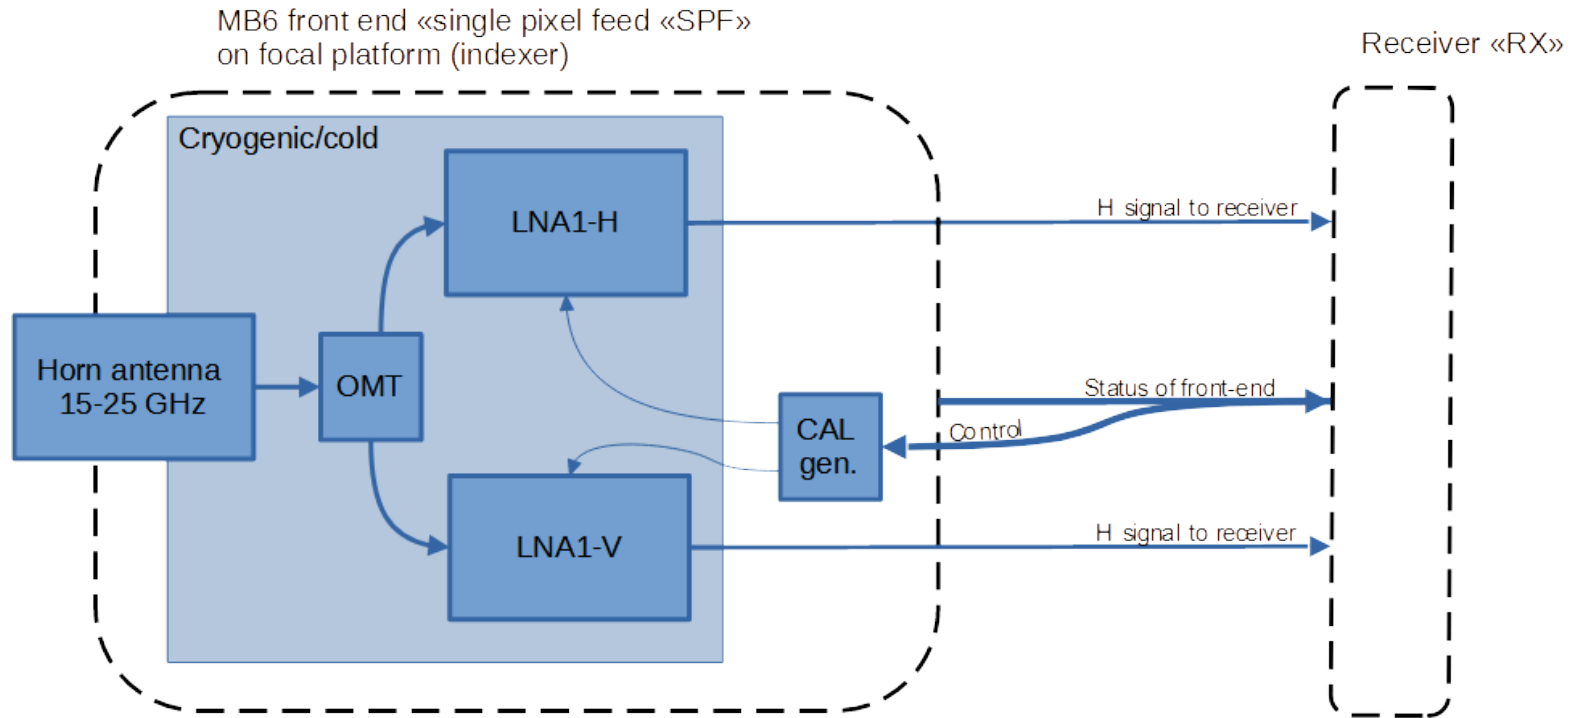 MB6 front end «single pixel feed «SPF»
on focal platform (indexer)
Receiver «RX»
Cryogenic/cold
LNA1-H
H signal to receiver
Horn antenna
15-25 GHz
OMT
Status of front-end
CAL
gen.
Control
LNA1-V
H signal to receiver